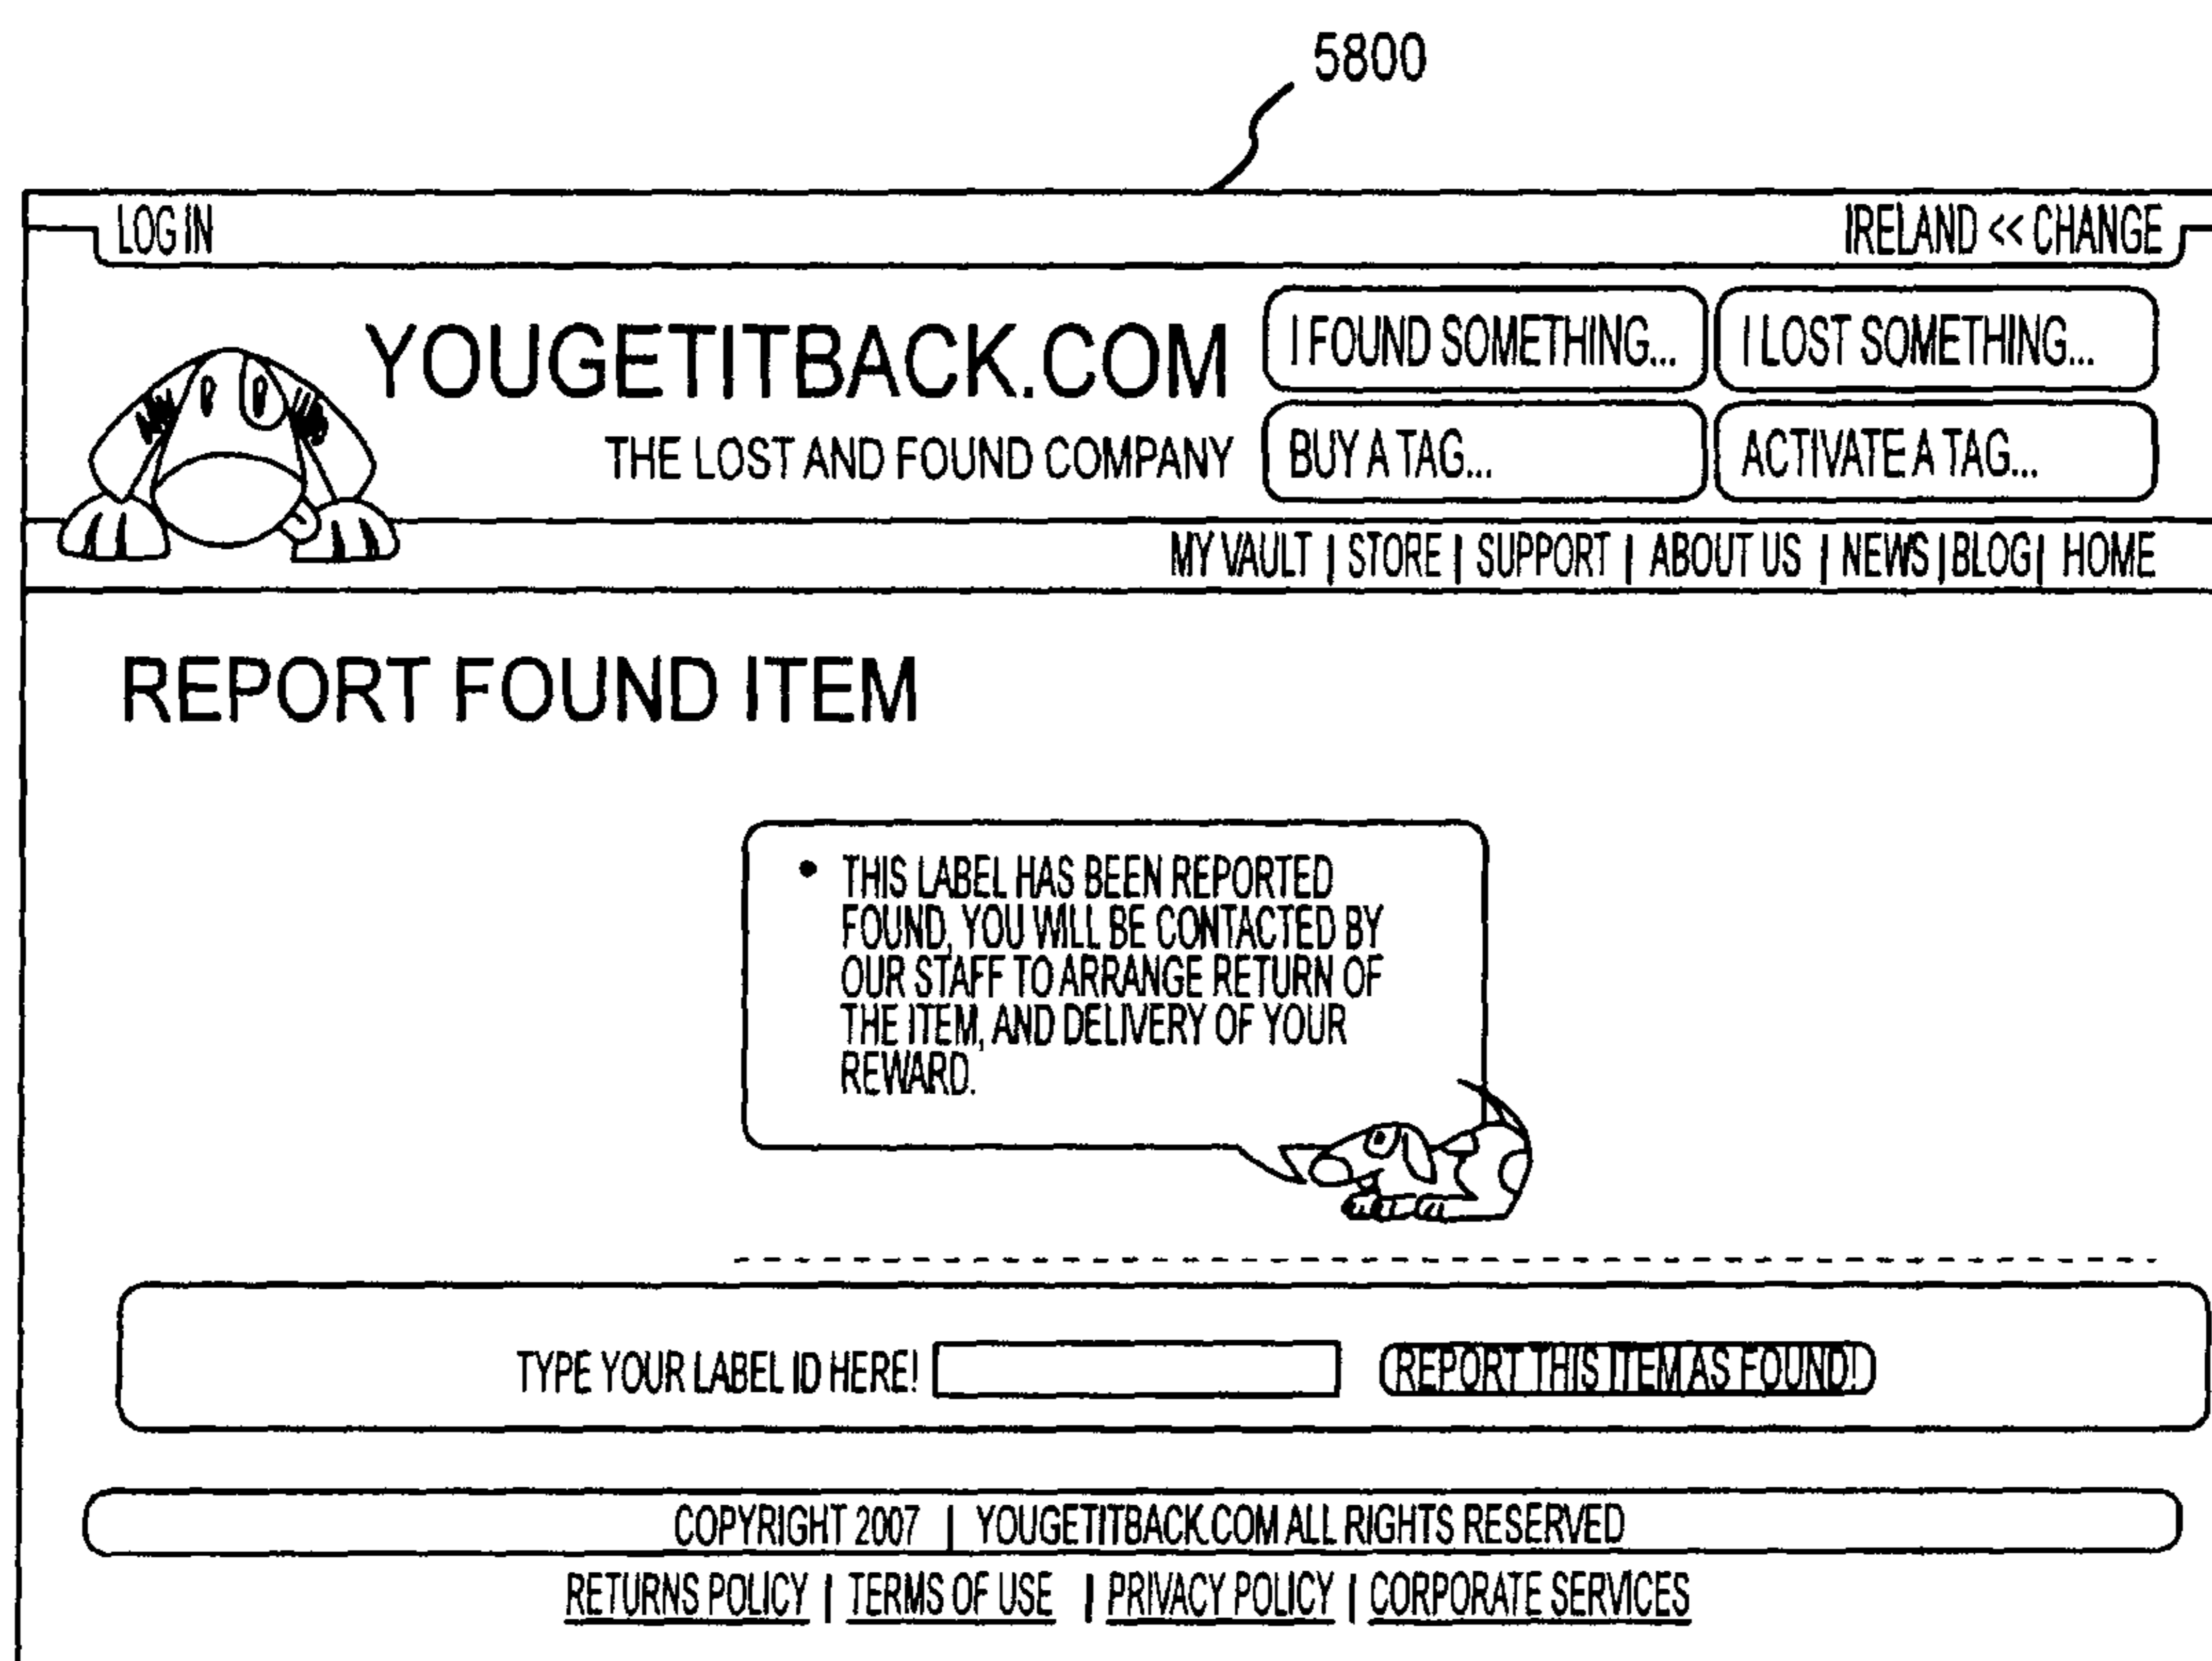 5800
LOG IN
IRELAND << CHANGE
YOUGETITBACK.COM
THE LOST AND FOUND COMPANY
I FOUND SOMETHING...
I LOST SOMETHING...
BUY A TAG...
ACTIVATE A TAG...
MY VAULT | STORE | SUPPORT | ABOUT US | NEWS | BLOG | HOME
REPORT FOUND ITEM
• THIS LABEL HAS BEEN REPORTED
FOUND, YOU WILL BE CONTACTED BY
OUR STAFF TO ARRANGE RETURN OF
THE ITEM, AND DELIVERY OF YOUR
REWARD.
TYPE YOUR LABEL ID HERE!
REPORT THIS ITEM AS FOUND!
COPYRIGHT 2007 | YOUGETITBACK.COM ALL RIGHTS RESERVED
RETURNS POLICY | TERMS OF USE | PRIVACY POLICY | CORPORATE SERVICES